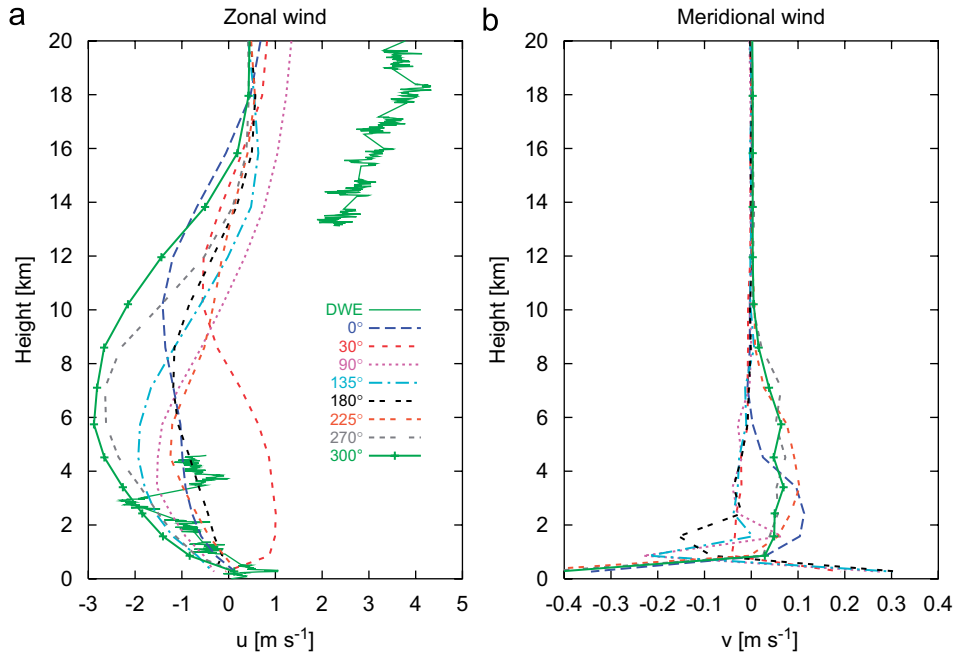 a
Zonal wind
Height [km]
20
18
16
14
12
10
8
6
4
2
0
DWE
0°
30°
90°
135°
180°
225°
270°
300°
-3 -2 -1 0 1 2 3 4 5
u [m s-1]
b
Meridional wind
Height [km]
20
18
16
14
12
10
8
6
4
2
0
-0.4 -0.3 -0.2 -0.1 0 0.1 0.2 0.3 0.4
v [m s-1]